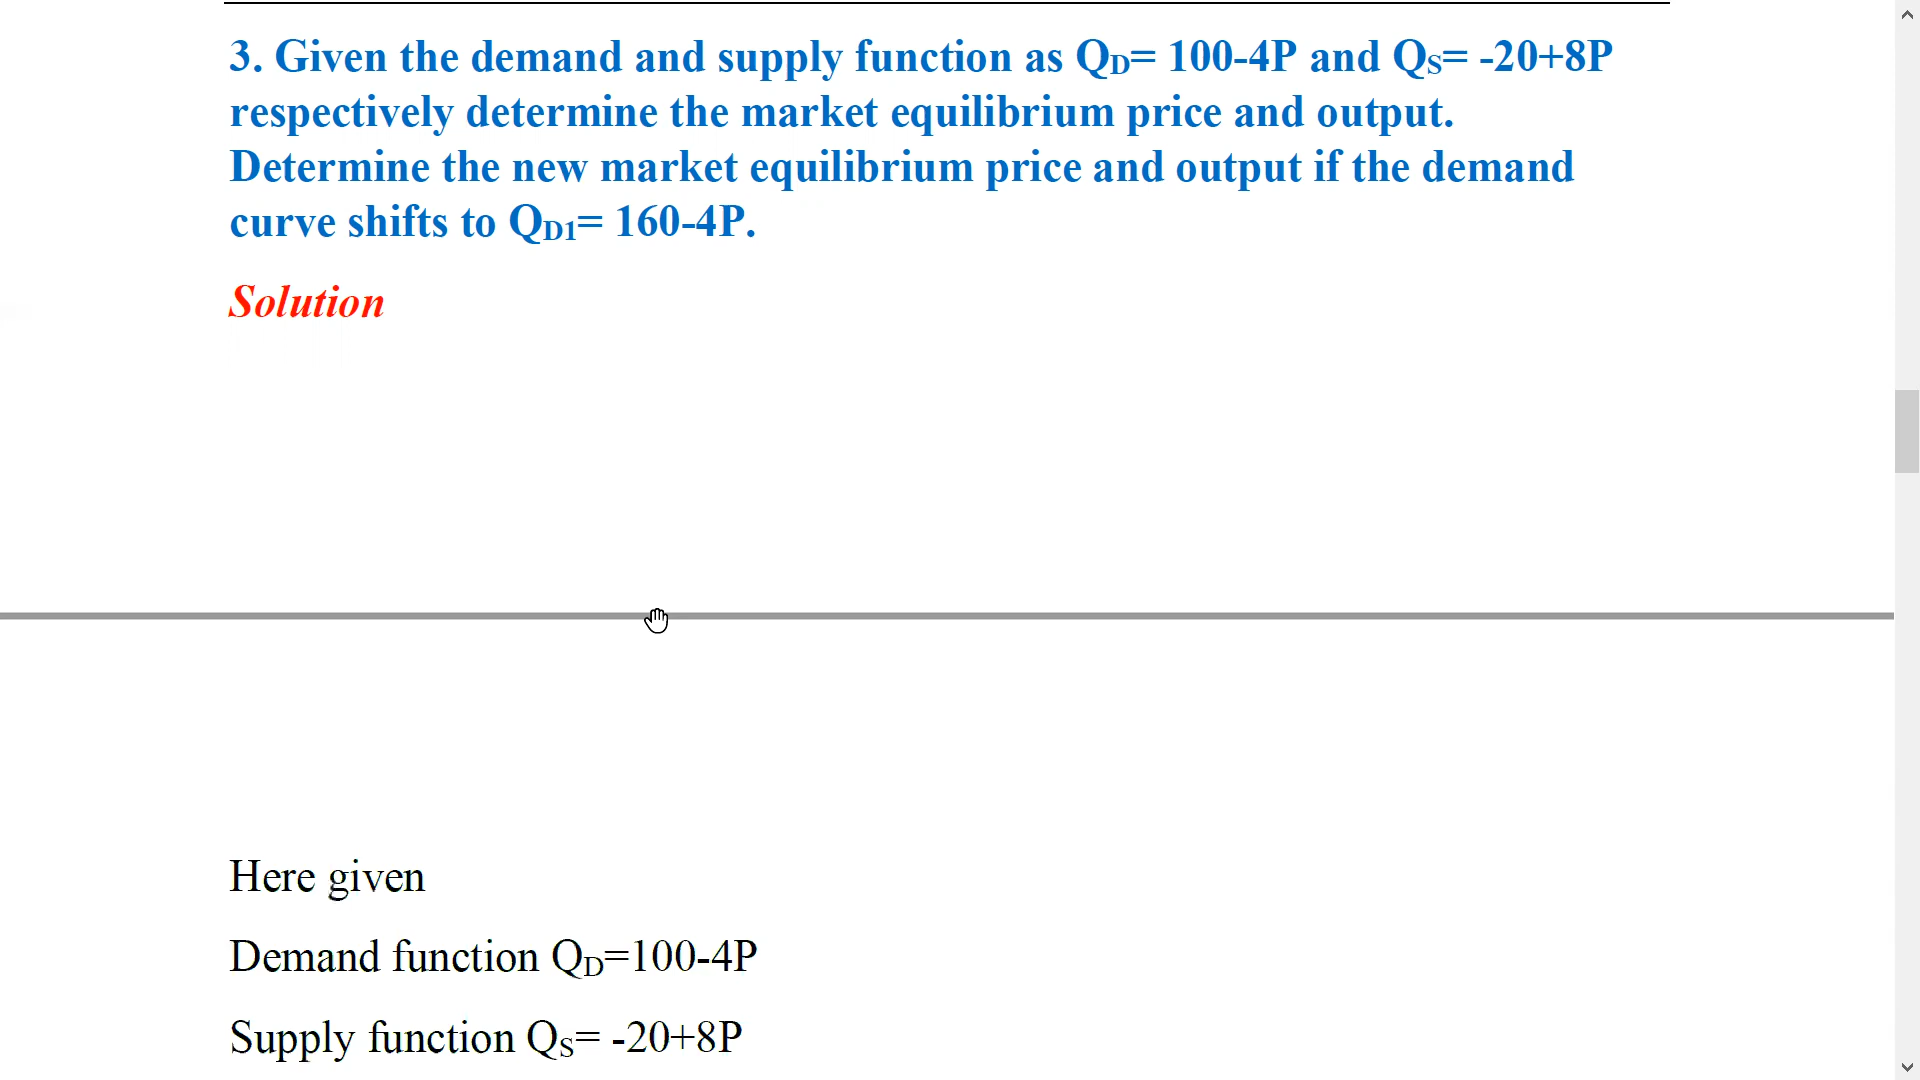 3. Given the demand and supply function as QD= 100-4P and QS= -20+8P
respectively determine the market equilibrium price and output.
Determine the new market equilibrium price and output if the demand
curve shifts to QD1= 160-4P.
Solution
Here given
Demand function QD=100-4P
Supply function QS= -20+8P